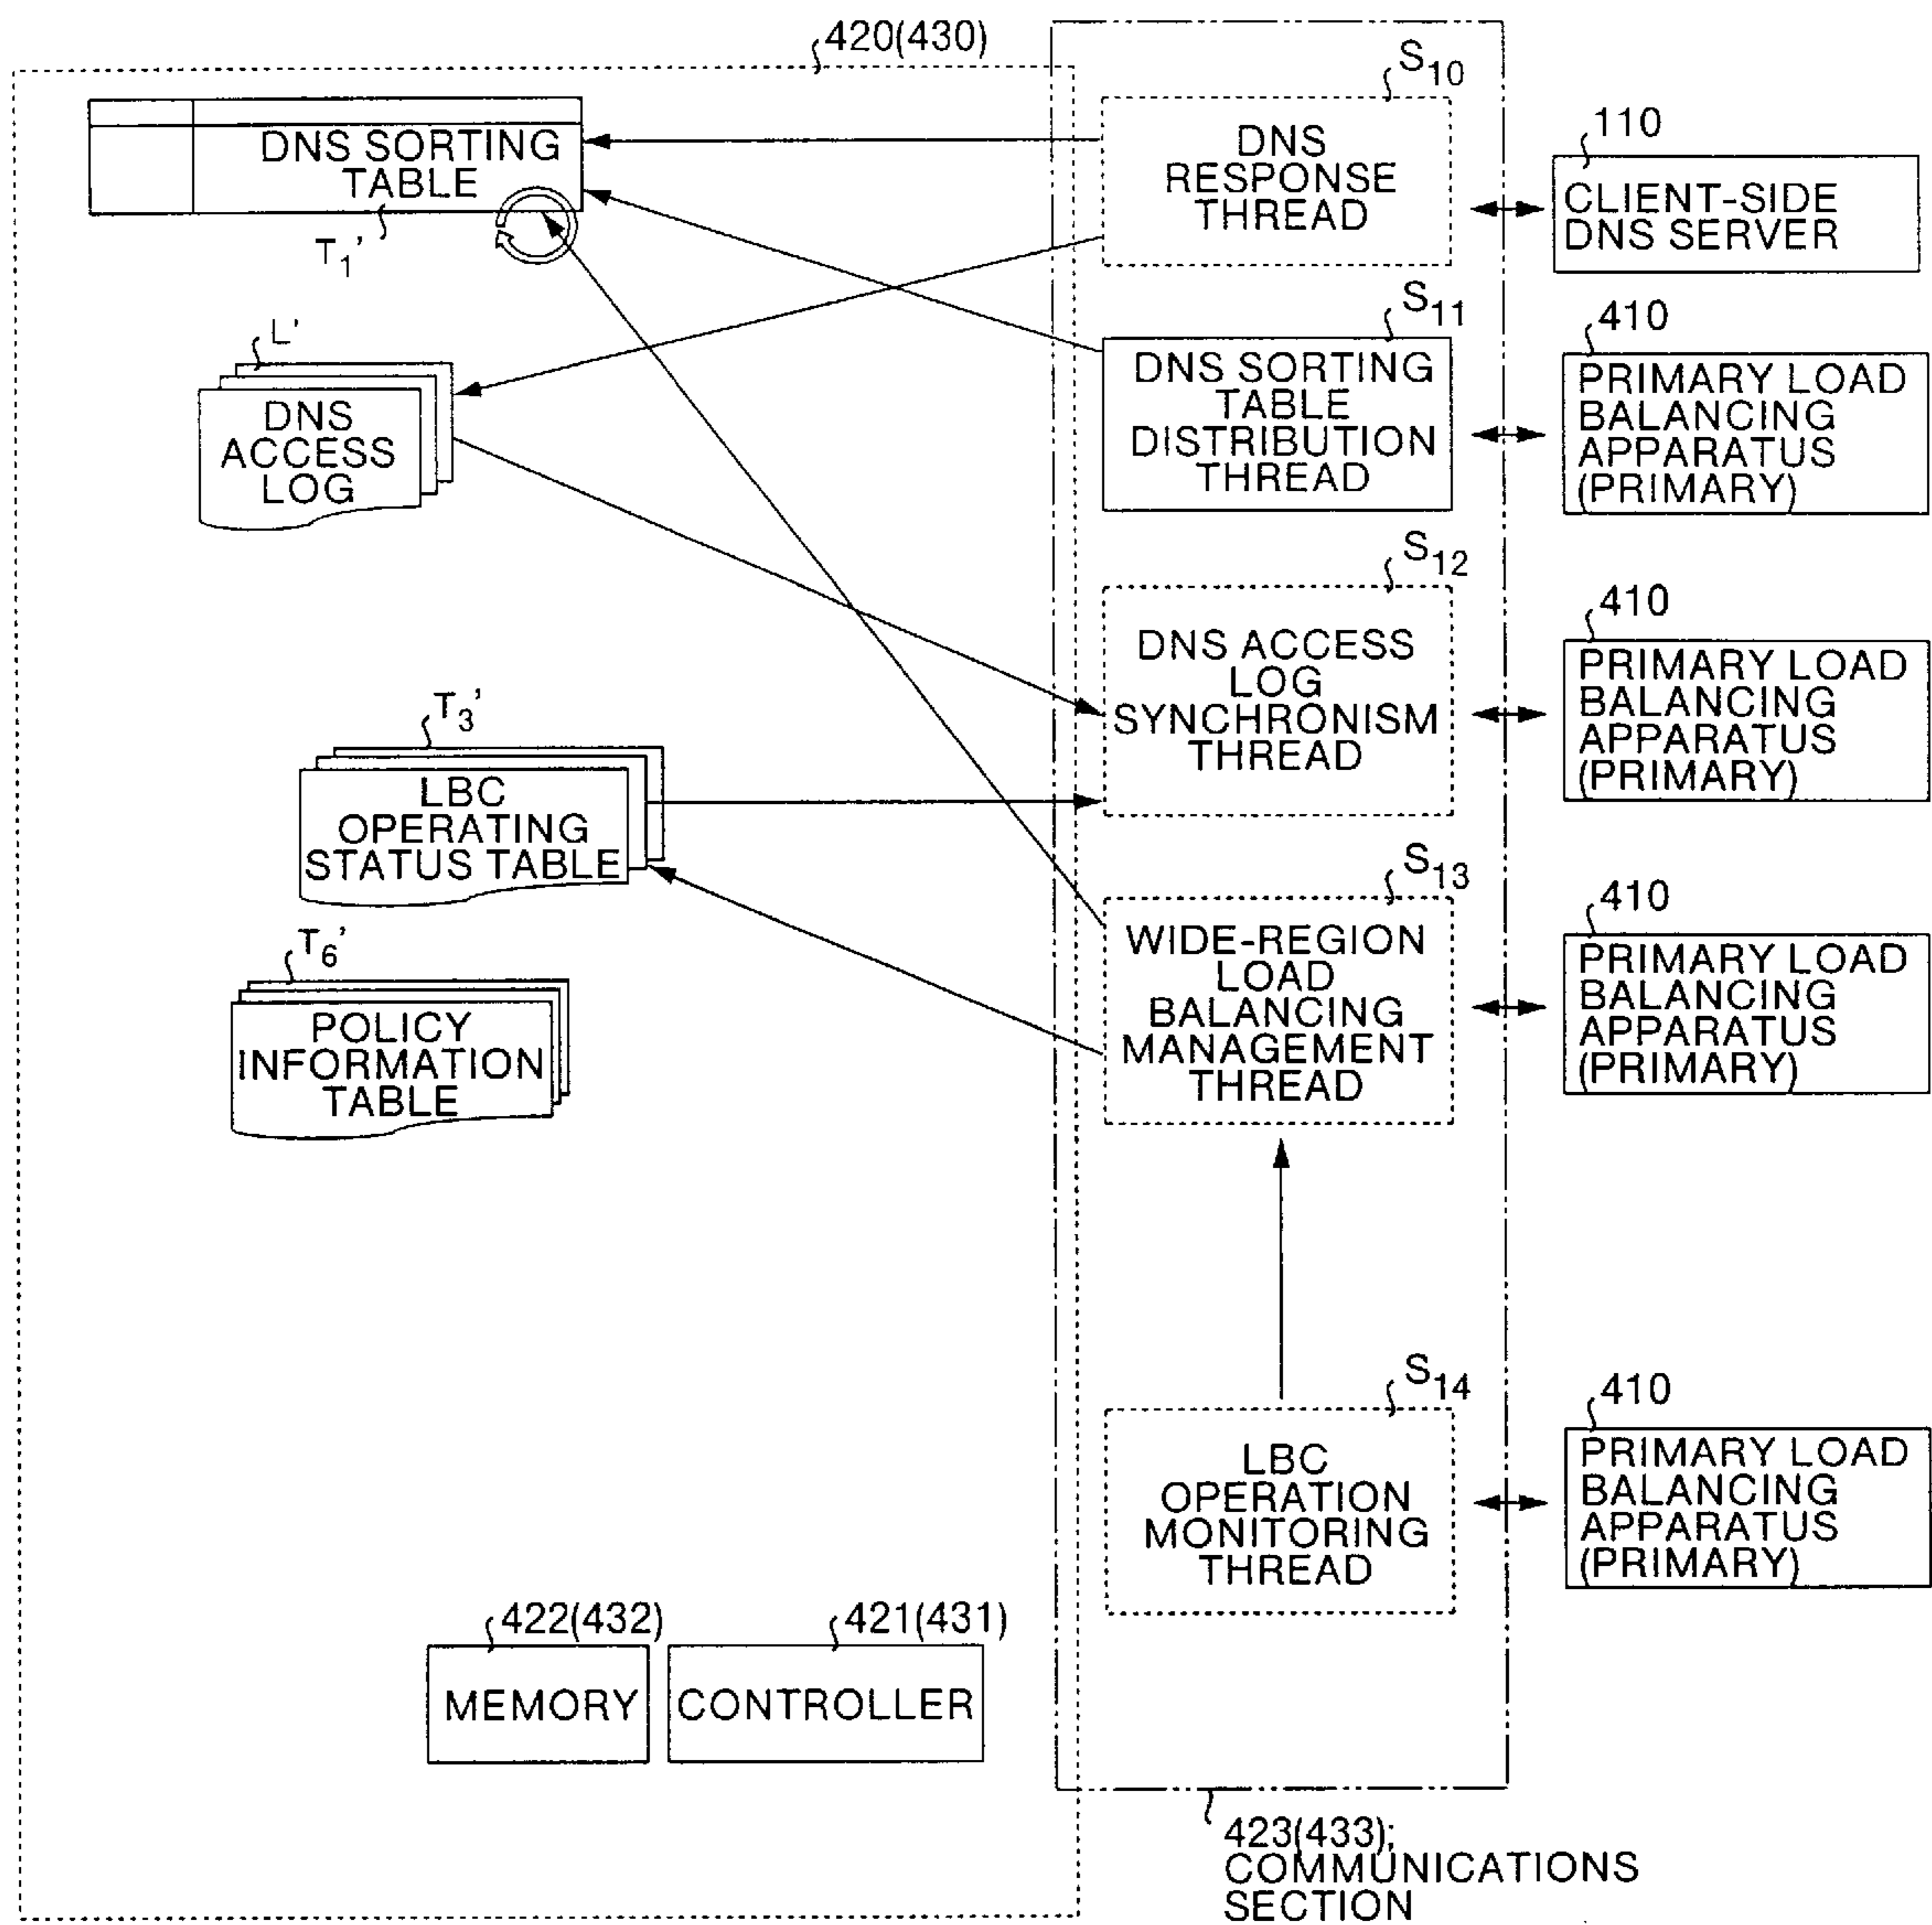 420(430)
DNS SORTING
TABLE
T1'
L'
DNS
ACCESS
LOG
T3'
LBC
OPERATING
STATUS TABLE
T6'
POLICY
INFORMATION
TABLE
422(432)
MEMORY
421(431)
CONTROLLER
S10
DNS
RESPONSE
THREAD
S11
DNS SORTING
TABLE
DISTRIBUTION
THREAD
S12
DNS ACCESS
LOG
SYNCHRONISM
THREAD
S13
WIDE-REGION
LOAD
BALANCING
MANAGEMENT
THREAD
S14
LBC
OPERATION
MONITORING
THREAD
423(433);
COMMUNICATIONS
SECTION
110
CLIENT-SIDE
DNS SERVER
410
PRIMARY LOAD
BALANCING
APPARATUS
(PRIMARY)
410
PRIMARY LOAD
BALANCING
APPARATUS
(PRIMARY)
410
PRIMARY LOAD
BALANCING
APPARATUS
(PRIMARY)
410
PRIMARY LOAD
BALANCING
APPARATUS
(PRIMARY)